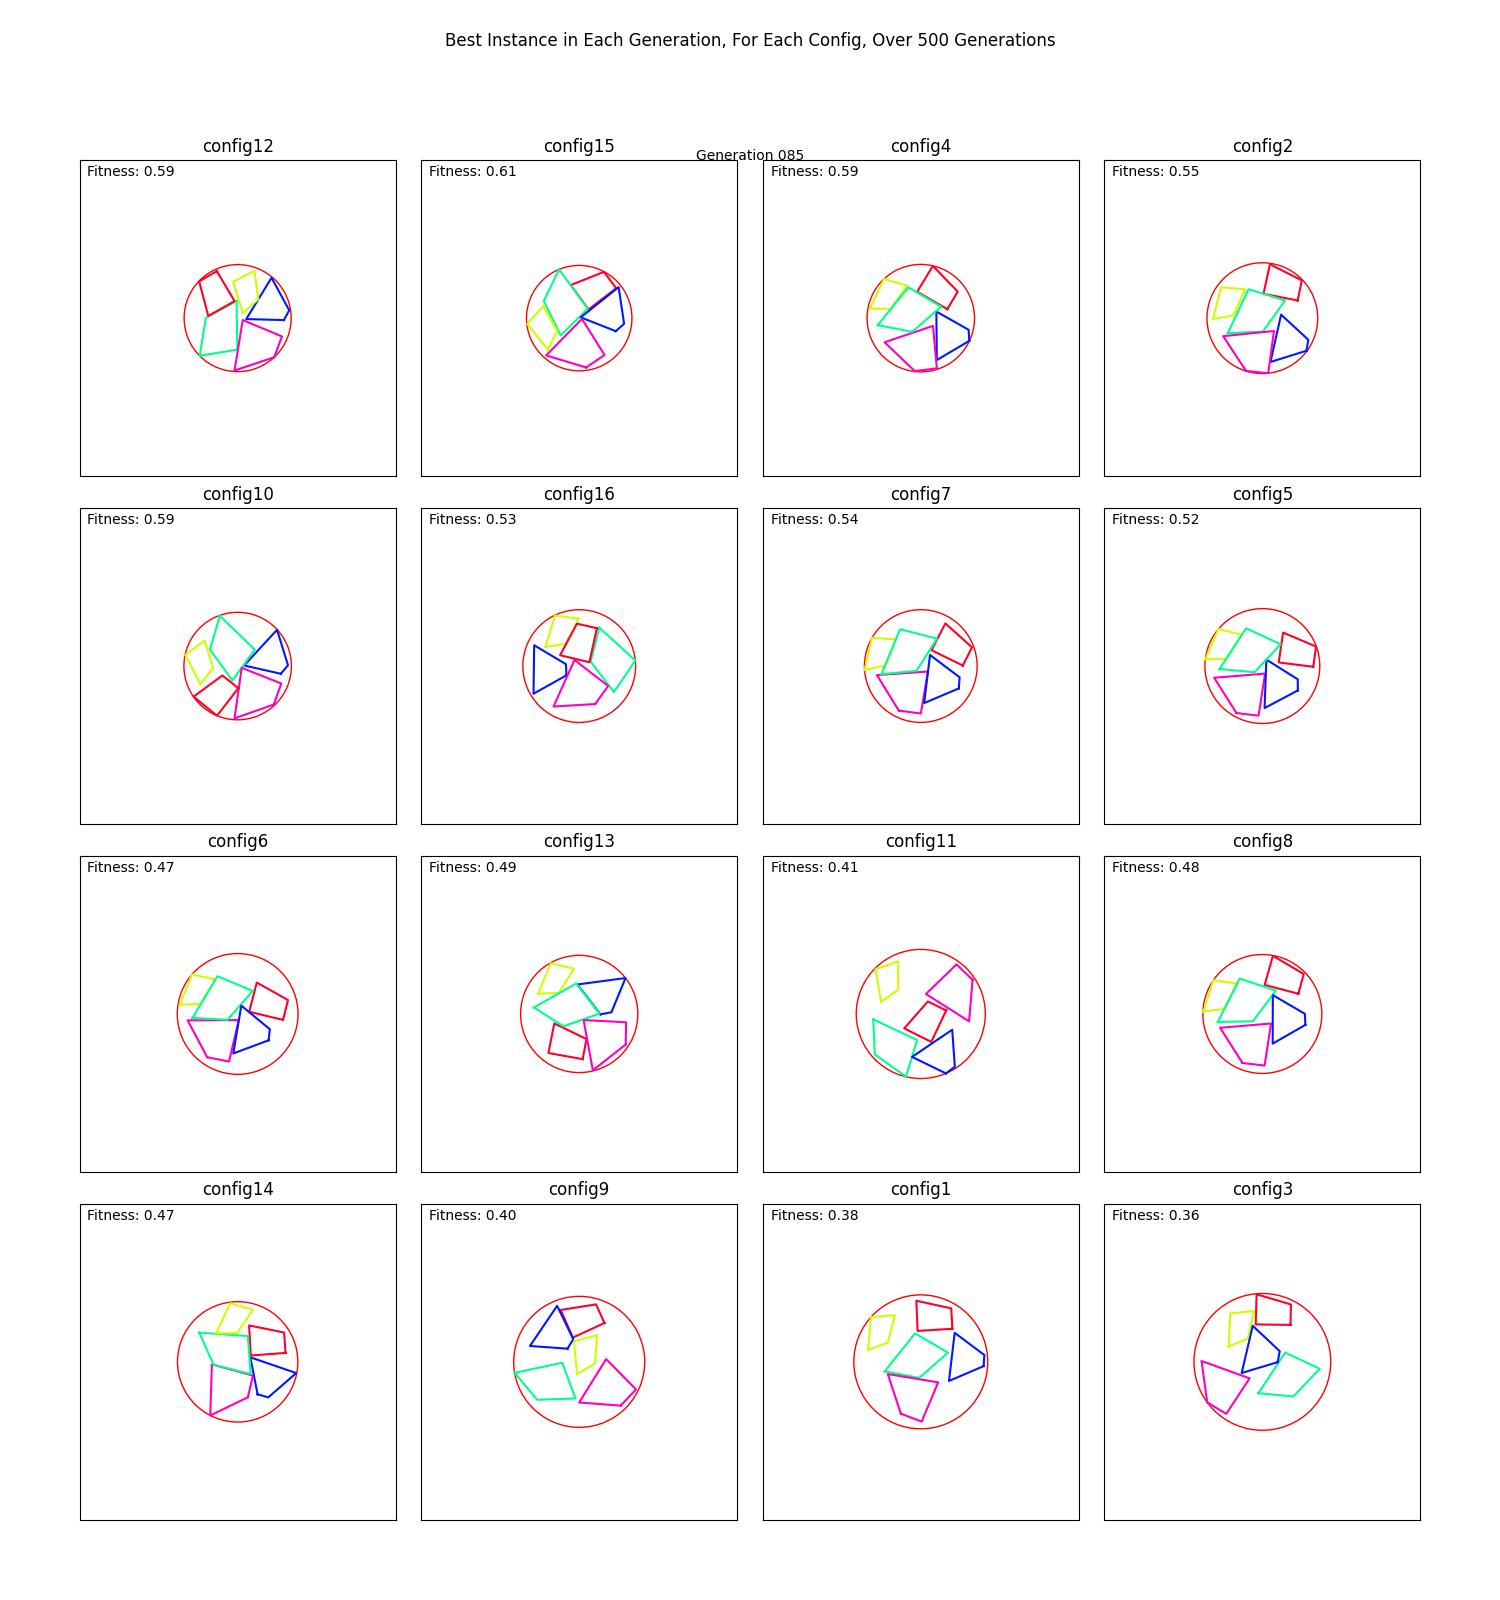 Best Instance in Each Generation, For Each Config, Over 500 Generations
Generation 085
config12
Fitness: 0.59
config15
Fitness: 0.61
config4
Fitness: 0.59
config2
Fitness: 0.55
config10
Fitness: 0.59
config16
Fitness: 0.53
config7
Fitness: 0.54
config5
Fitness: 0.52
config6
Fitness: 0.47
config13
Fitness: 0.49
config11
Fitness: 0.41
config8
Fitness: 0.48
config14
Fitness: 0.47
config9
Fitness: 0.40
config1
Fitness: 0.38
config3
Fitness: 0.36